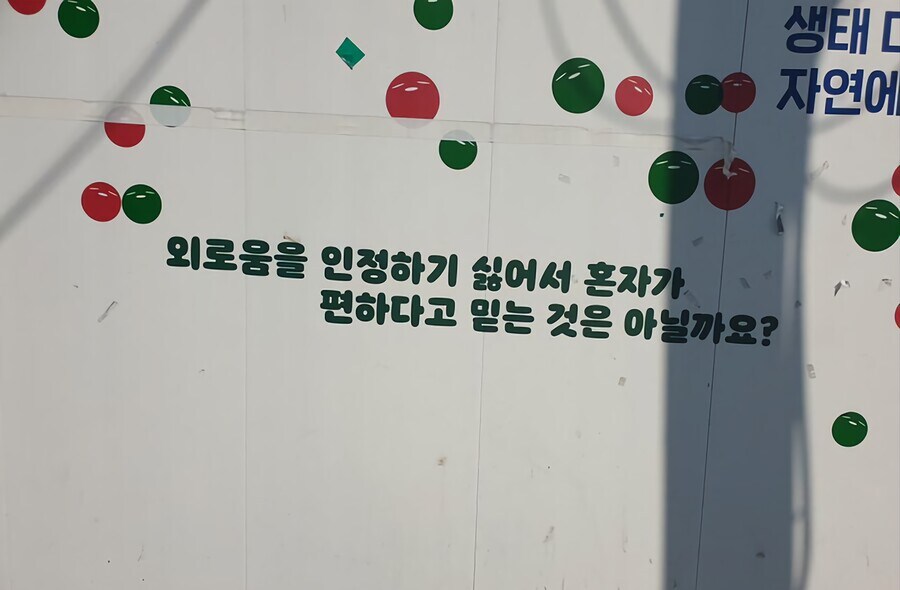 생태
자연에
외로움을 인정하기 싫어서 혼자가
편하다고 믿는 것은 아닐까요?